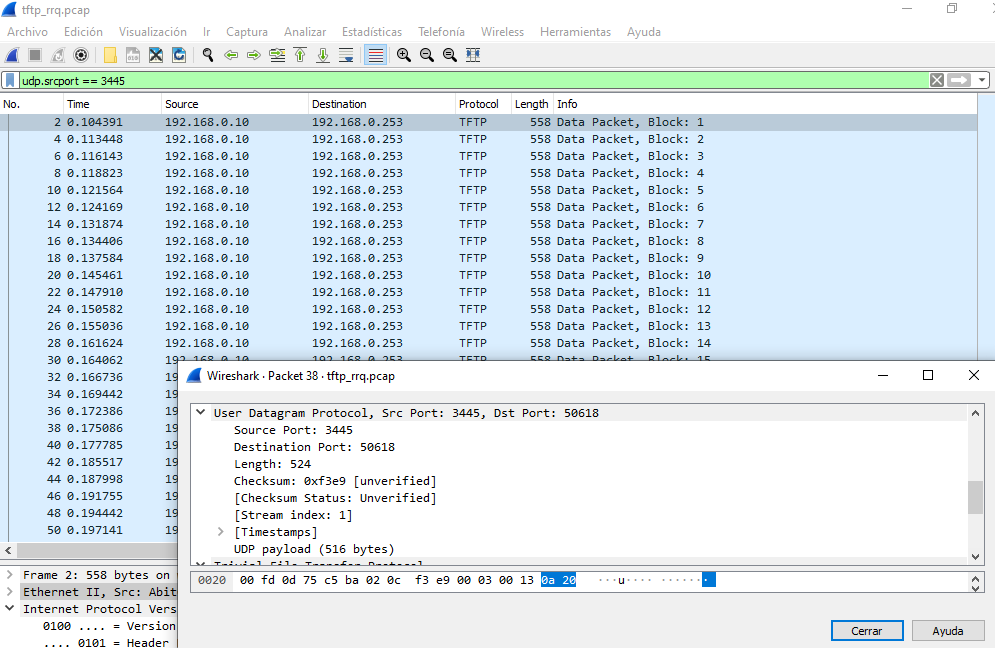 tftp_rrq.pcap
Archivo Edición Visualización Ir Captura Analizar Estadísticas Telefonía Wireless Herramientas Ayuda
udp.srcport == 3445
No. Time Source Destination Protocol Length Info
2 0.104391 192.168.0.10 192.168.0.253 TFTP 558 Data Packet, Block: 1
4 0.113448 192.168.0.10 192.168.0.253 TFTP 558 Data Packet, Block: 2
6 0.116143 192.168.0.10 192.168.0.253 TFTP 558 Data Packet, Block: 3
8 0.118823 192.168.0.10 192.168.0.253 TFTP 558 Data Packet, Block: 4
10 0.121564 192.168.0.10 192.168.0.253 TFTP 558 Data Packet, Block: 5
12 0.124169 192.168.0.10 192.168.0.253 TFTP 558 Data Packet, Block: 6
14 0.131874 192.168.0.10 192.168.0.253 TFTP 558 Data Packet, Block: 7
16 0.134406 192.168.0.10 192.168.0.253 TFTP 558 Data Packet, Block: 8
18 0.137584 192.168.0.10 192.168.0.253 TFTP 558 Data Packet, Block: 9
20 0.145461 192.168.0.10 192.168.0.253 TFTP 558 Data Packet, Block: 10
22 0.147910 192.168.0.10 192.168.0.253 TFTP 558 Data Packet, Block: 11
24 0.150582 192.168.0.10 192.168.0.253 TFTP 558 Data Packet, Block: 12
26 0.155036 192.168.0.10 192.168.0.253 TFTP 558 Data Packet, Block: 13
28 0.161624 192.168.0.10 192.168.0.253 TFTP 558 Data Packet, Block: 14
30 0.164062 192.168.0.10 192.168.0.253 TFTP 558 Data Packet, Block: 15
32 0.166736 19
34 0.169442 19
36 0.172386 19
38 0.175086 19
40 0.177785 19
42 0.185517 19
44 0.187998 19
46 0.191755 19
48 0.194442 19
50 0.197141 19
Frame 2: 558 bytes on
Ethernet II, Src: Abit
Internet Protocol Vers
0100 .... = Version
.... 0101 = Header
Wireshark · Packet 38 · tftp_rrq.pcap
User Datagram Protocol, Src Port: 3445, Dst Port: 50618
Source Port: 3445
Destination Port: 50618
Length: 524
Checksum: 0xf3e9 [unverified]
[Checksum Status: Unverified]
[Stream index: 1]
[Timestamps]
UDP payload (516 bytes)
Trivial File Transfer Protocol
0020 00 fd 0d 75 c5 ba 02 0c f3 e9 00 03 00 13 0a 20 ···u···· ·······
Cerrar Ayuda